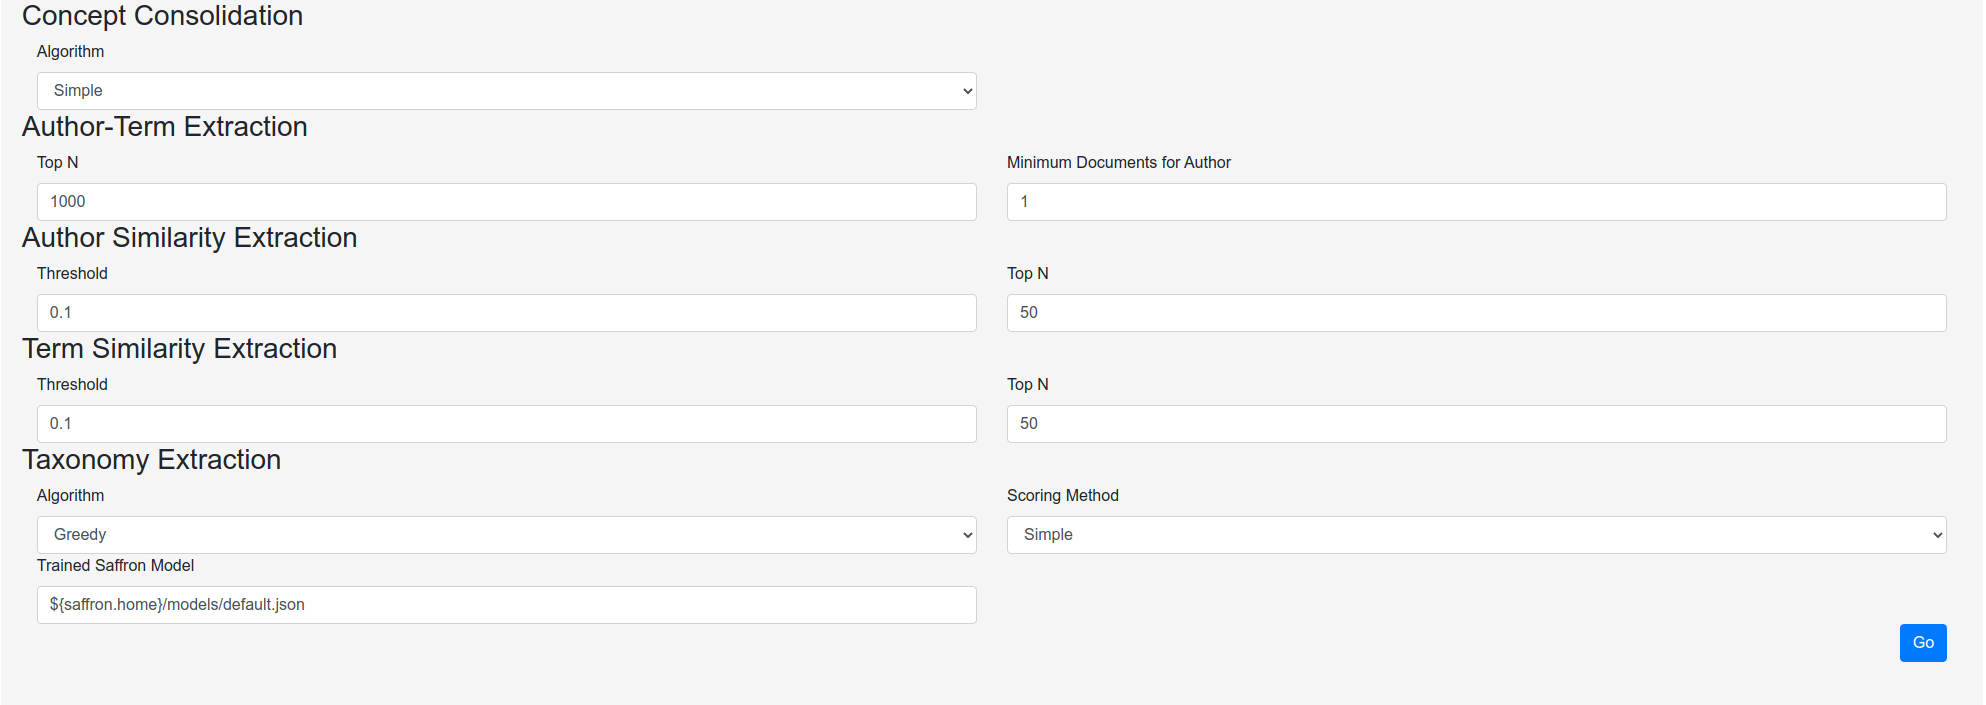 Concept Consolidation
Algorithm
Simple
Author-Term Extraction
Top N
Minimum Documents for Author
1000
1
Author Similarity Extraction
Threshold
Top N
0.1
50
Term Similarity Extraction
Threshold
Top N
0.1
50
Taxonomy Extraction
Algorithm
Scoring Method
Greedy
Simple
Trained Saffron Model
${saffron.home}/models/default.json
Go